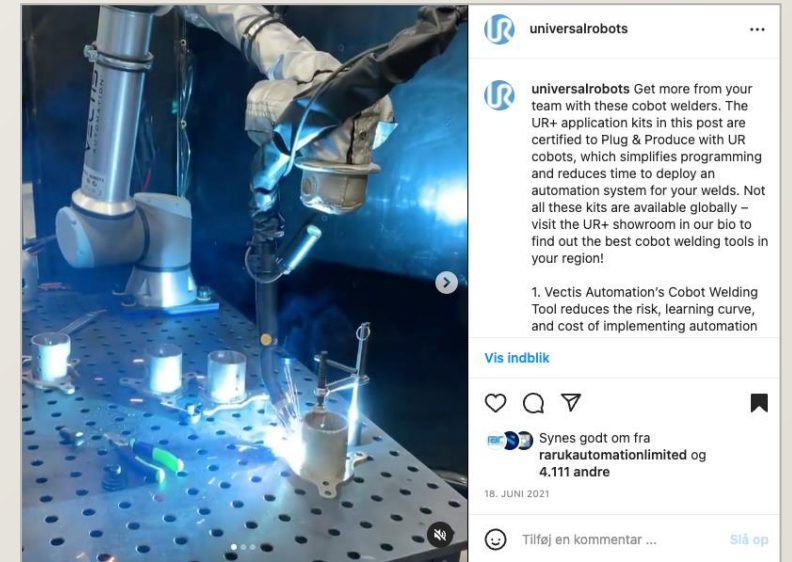 VECTIS
AUTOMATION
UR
universalrobots
UR
universalrobots Get more from your
team with these cobot welders. The
UR+ application kits in this post are
certified to Plug & Produce with UR
cobots, which simplifies programming
and reduces time to deploy an
automation system for your welds. Not
all these kits are available globally –
visit the UR+ showroom in our bio to
find out the best cobot welding tools in
your region!
1. Vectis Automation's Cobot Welding
Tool reduces the risk, learning curve,
and cost of implementing automation
Vis indblik
Synes godt om fra
rarukautomationlimited og
4.111 andre
18. JUNI 2021
Tilføj en kommentar ...
Slå op